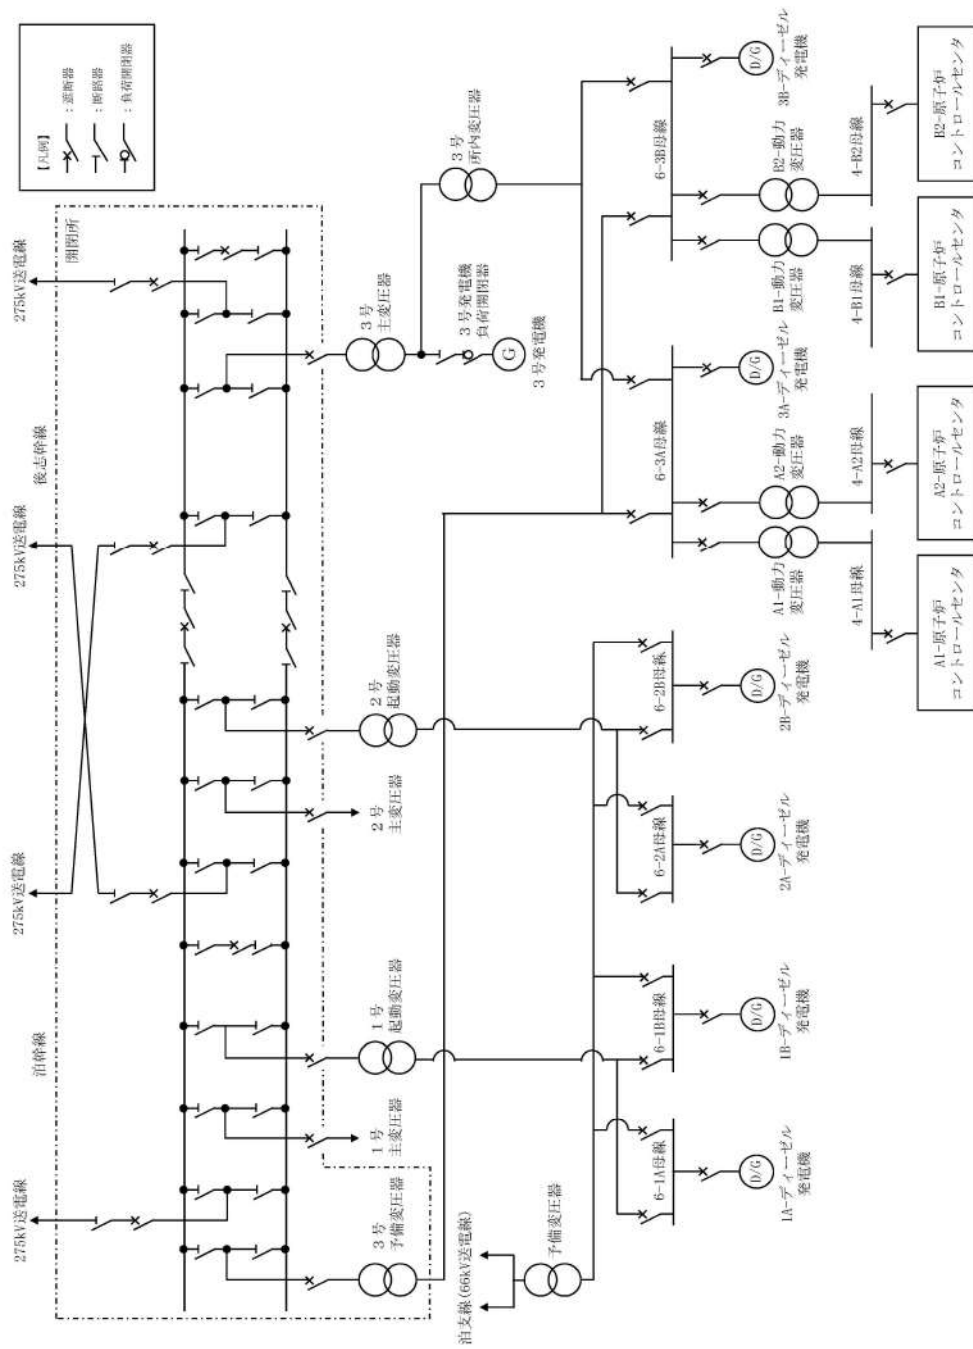 【凡例】
：遮断器
：断路器
：負荷開閉器
開閉所
泊幹線
後志幹線
275kV送電線
275kV送電線
275kV送電線
275kV送電線
3号
予備変圧器
1号
主変圧器
1号
起動変圧器
2号
主変圧器
2号
起動変圧器
3号
主変圧器
3号発電機
負荷開閉器
G
3号発電機
3号
所内変圧器
泊支線(66kV送電線)
予備変圧器
6-1A母線
D/G
1A-ディーゼル
発電機
6-1B母線
D/G
1B-ディーゼル
発電機
6-2A母線
D/G
2A-ディーゼル
発電機
6-2B母線
D/G
2B-ディーゼル
発電機
6-3A母線
A1-動力
変圧器
A2-動力
変圧器
D/G
3A-ディーゼル
発電機
6-3B母線
B1-動力
変圧器
B2-動力
変圧器
D/G
3B-ディーゼル
発電機
4-A1母線
4-A2母線
4-B1母線
4-B2母線
A1-原子炉
コントロールセンタ
A2-原子炉
コントロールセンタ
B1-原子炉
コントロールセンタ
B2-原子炉
コントロールセンタ